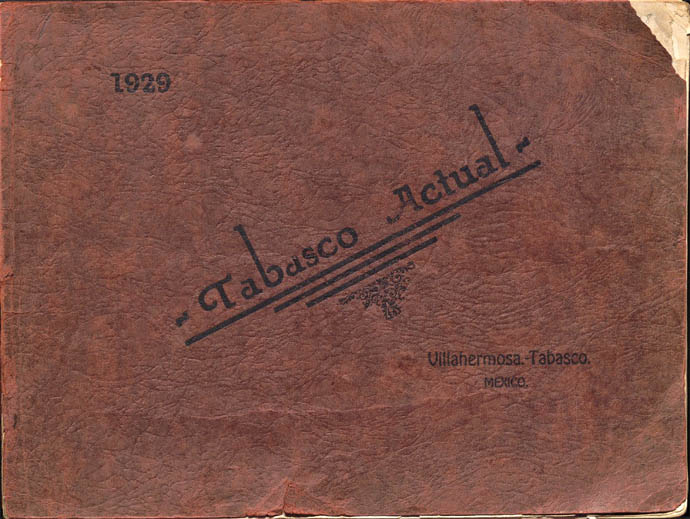 1929
- Tabasco Actual -
Villahermosa.-Tabasco.
MEXICO.